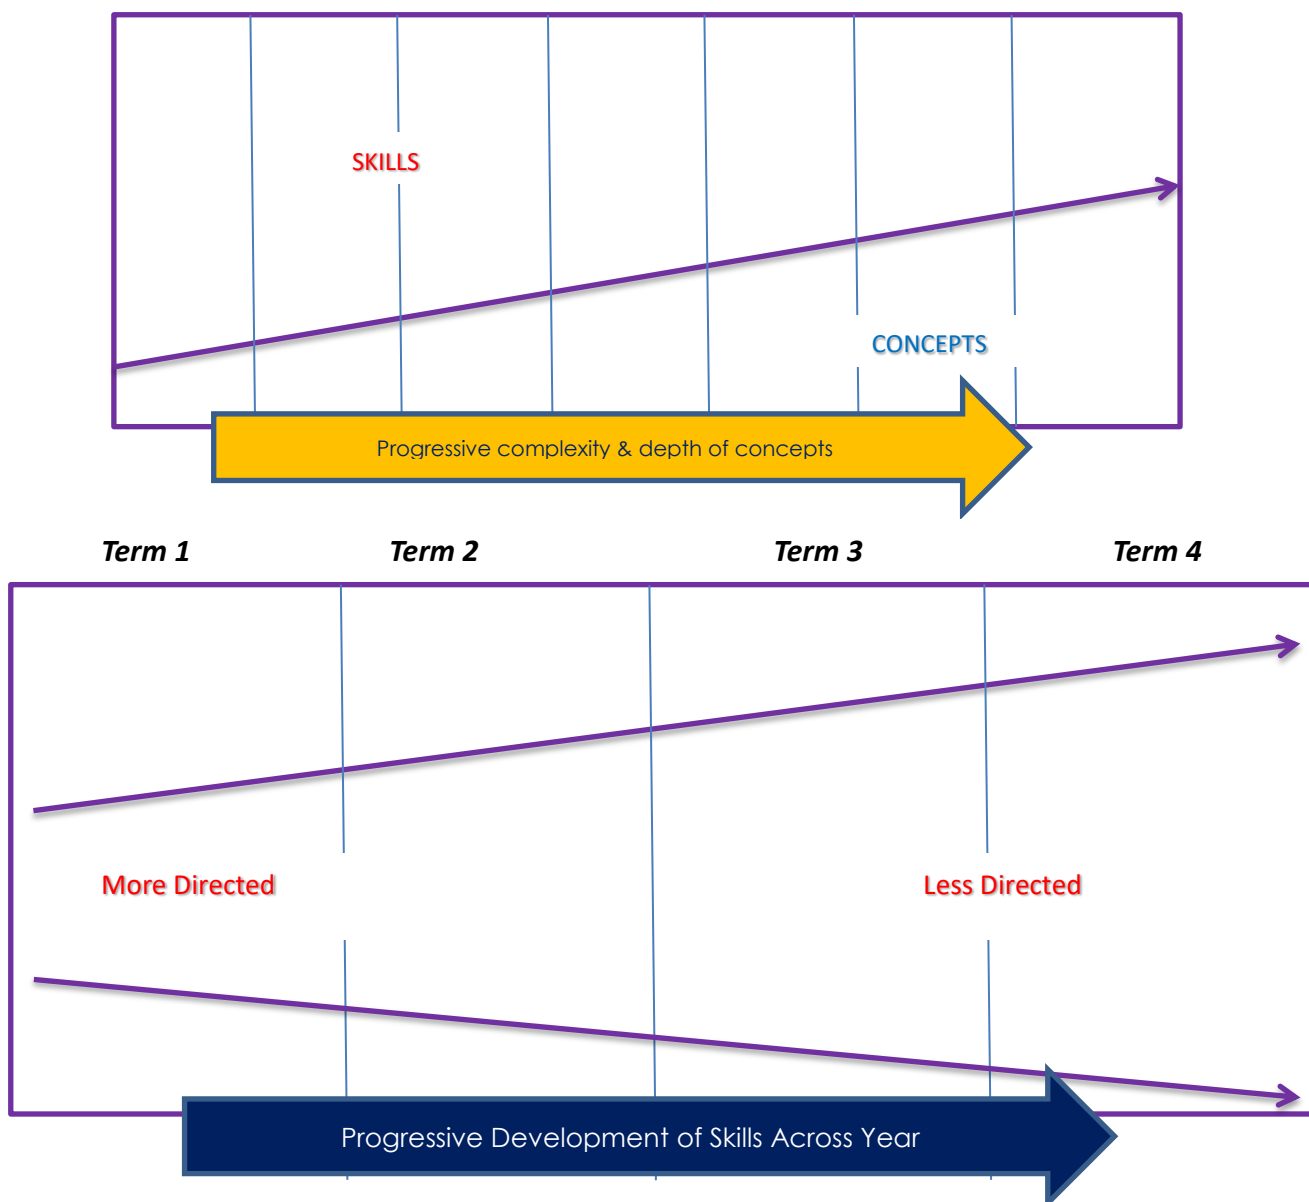 SKILLS
CONCEPTS
Progressive complexity & depth of concepts
Term 1 Term 2 Term 3 Term 4
More Directed Less Directed
Progressive Development of Skills Across Year